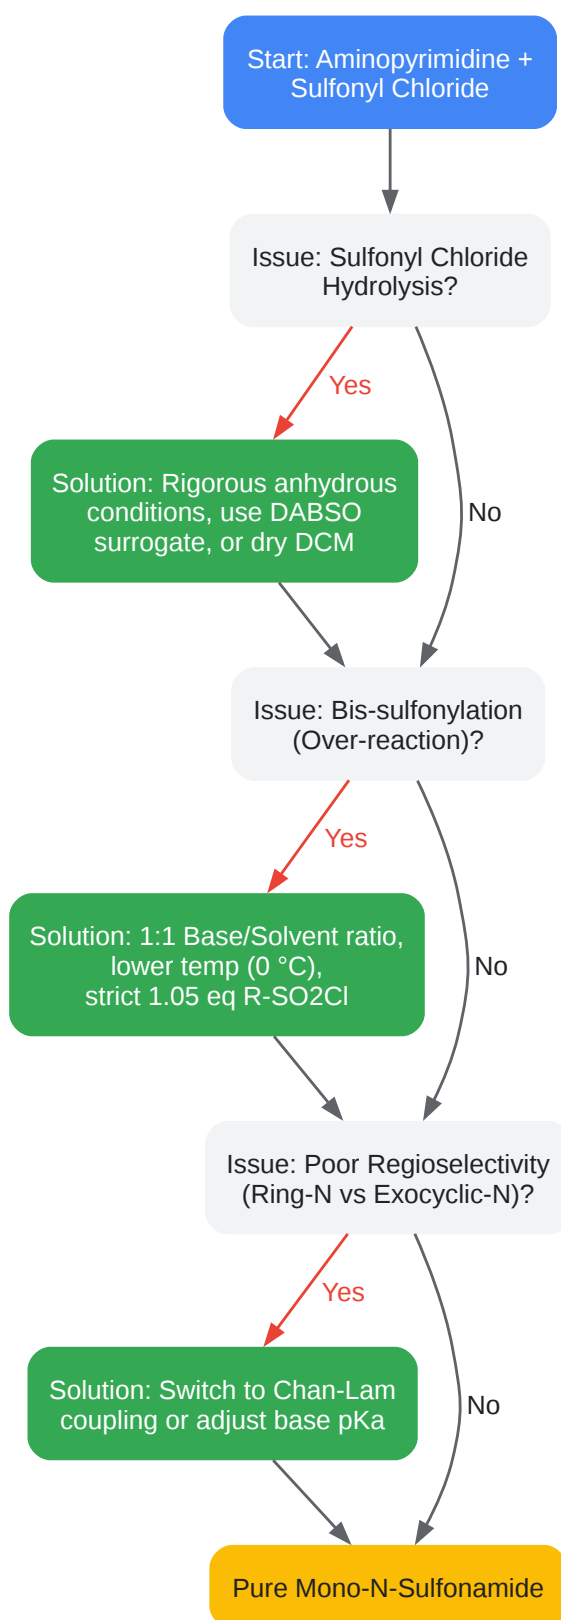 Start: Aminopyrimidine +
Sulfonyl Chloride
Issue: Sulfonyl Chloride
Hydrolysis?
Yes
Solution: Rigorous anhydrous
conditions, use DABSO
surrogate, or dry DCM
No
Issue: Bis-sulfonylation
(Over-reaction)?
Yes
Solution: 1:1 Base/Solvent ratio,
lower temp (0 °C),
strict 1.05 eq R-SO2Cl
No
Issue: Poor Regioselectivity
(Ring-N vs Exocyclic-N)?
Yes
Solution: Switch to Chan-Lam
coupling or adjust base pKa
No
Pure Mono-N-Sulfonamide